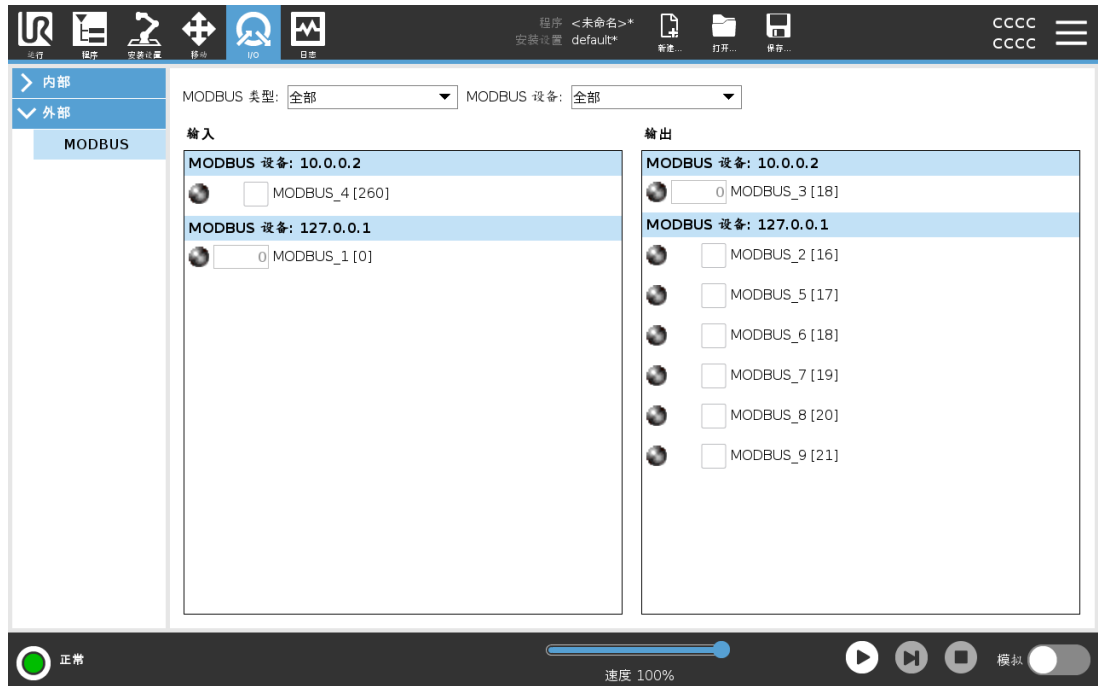 程序 <未命名>*
安装设置 default*
CCCC
CCCC
运行 程序 安装设置 移动 I/O 日志 新建... 打开... 保存...
内部
外部
MODBUS
MODBUS 类型: 全部 MODBUS 设备: 全部
输入
MODBUS 设备: 10.0.0.2
MODBUS_4 [260]
MODBUS 设备: 127.0.0.1
0 MODBUS_1 [0]
输出
MODBUS 设备: 10.0.0.2
0 MODBUS_3 [18]
MODBUS 设备: 127.0.0.1
MODBUS_2 [16]
MODBUS_5 [17]
MODBUS_6 [18]
MODBUS_7 [19]
MODBUS_8 [20]
MODBUS_9 [21]
正常
速度 100%
模拟